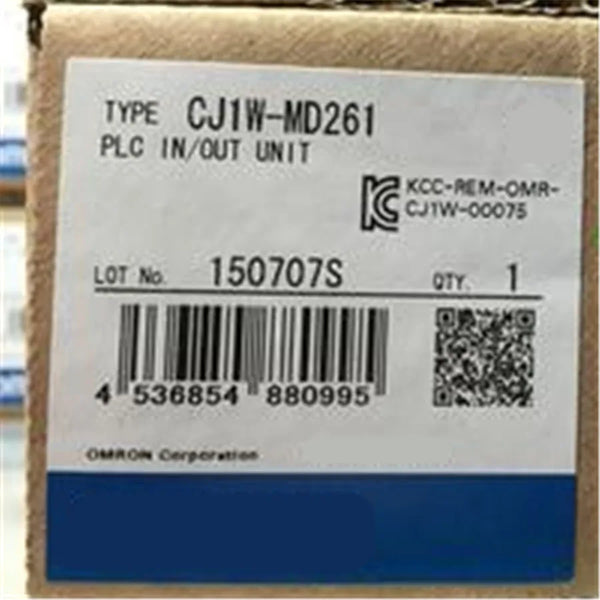 TYPE CJ1W-MD261
PLC IN/OUT UNIT
KCC-REM-OMR-
CJ1W-00075
LOT No. 150707S QTY. 1
4 536854 880995
OMRON Corporation